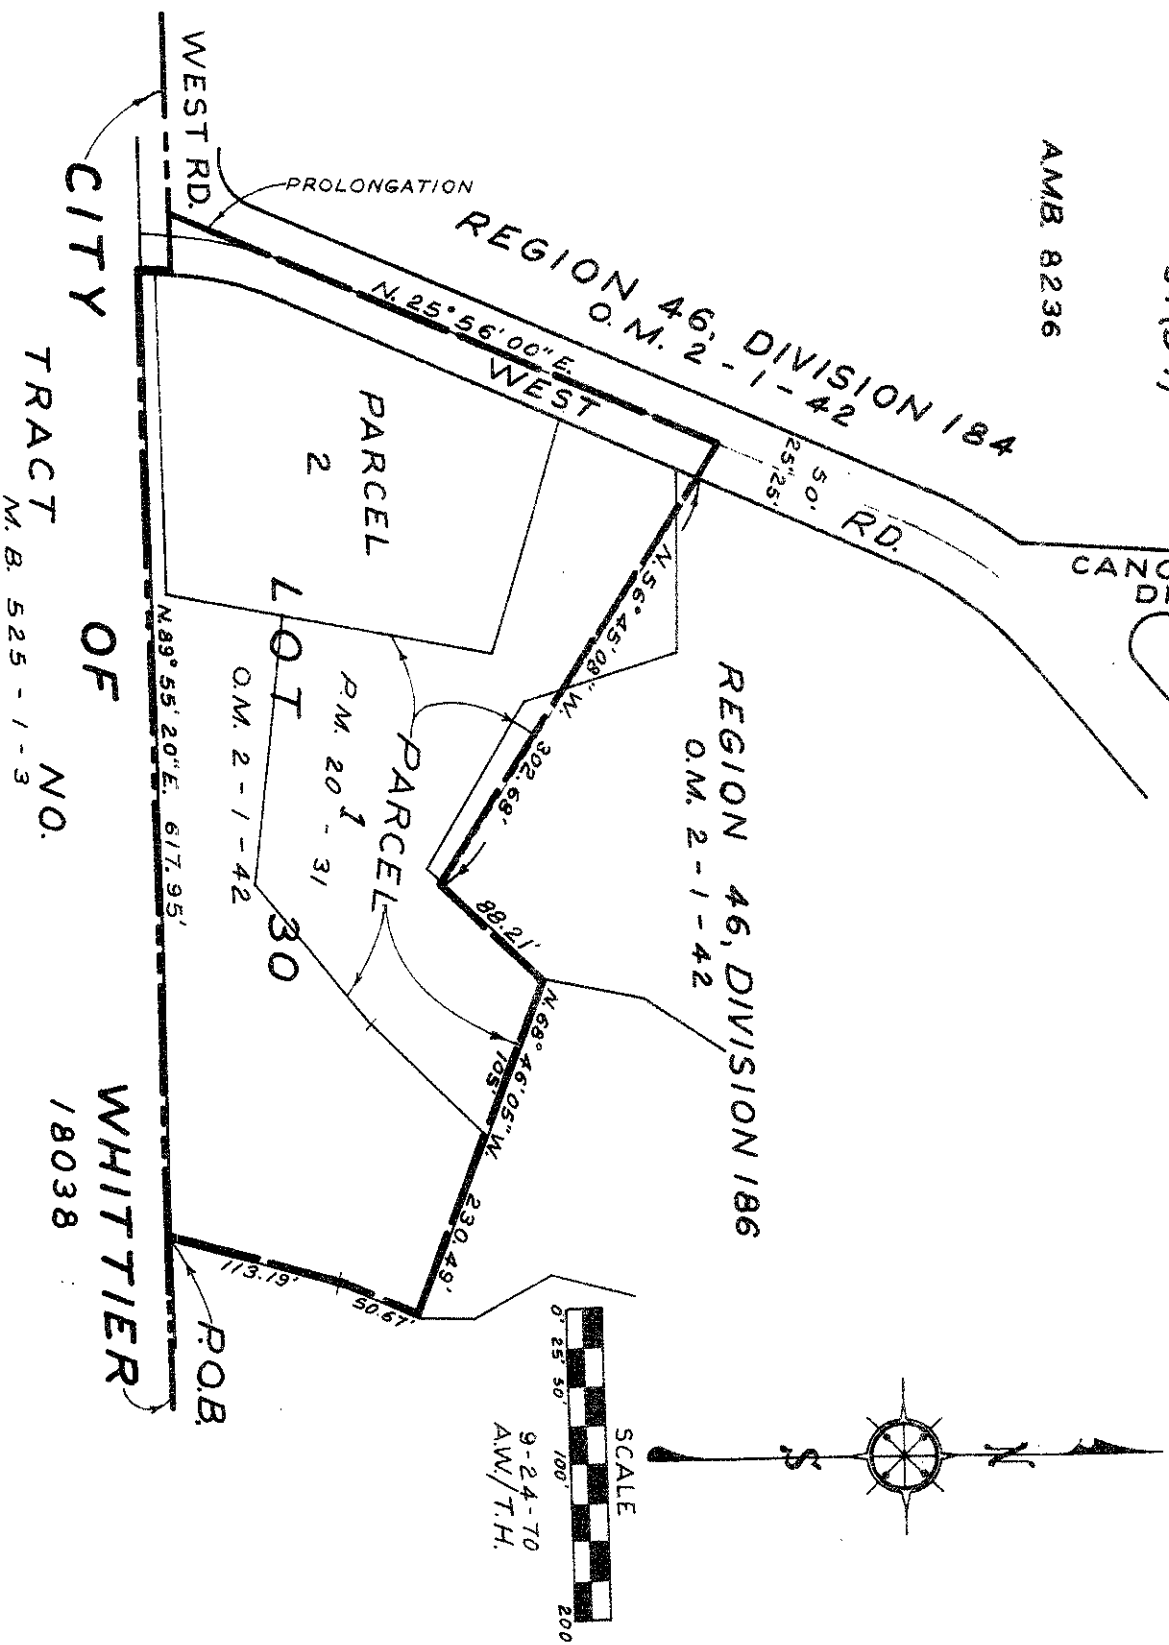 AMB. 8236
CANO
WEST RD.
PROLONGATION
REGION 46, DIVISION 184
O.M. 2 - 1 - 42
N. 25° 56' 00" E.
WEST
RD.
50'
25' 25'
PARCEL
2
N. 56° 45' 08" W. 302.68'
REGION 46, DIVISION 186
O.M. 2 - 1 - 42
88.21'
N. 68° 46' 05" W.
105'
230.49'
50.67'
113.19'
PARCEL
1
P.M. 20 - 31
LOT 30
O.M. 2 - 1 - 42
N. 89° 55' 20" E. 617.95'
P.O.B.
CITY OF WHITTIER
TRACT NO. 18038
M.B. 525 - 1 - 3
N
S
SCALE
0' 25' 50' 100' 200
9-24-70
A.W./T.H.